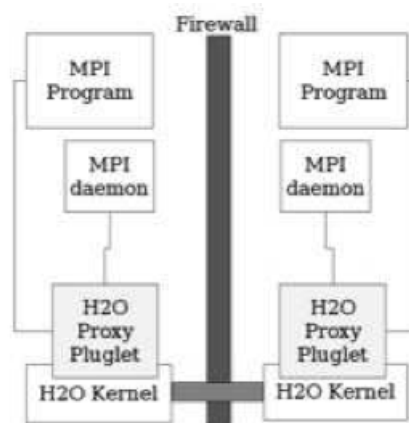 Firewall
MPI
Program
MPI
Program
MPI
daemon
MPI
daemon
H2O
Proxy
Pluglet
H2O
Proxy
Pluglet
H2O Kernel
H2O Kernel